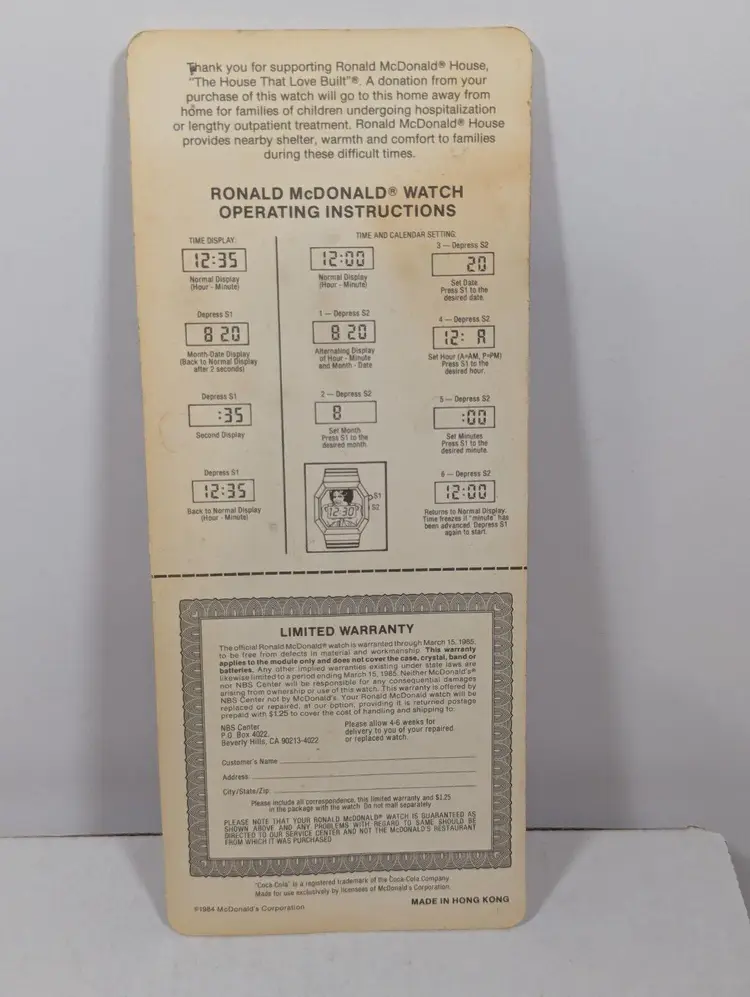 Thank you for supporting Ronald McDonald® House,
"The House That Love Built"®. A donation from your
purchase of this watch will go to this home away from
home for families of children undergoing hospitalization
or lengthy outpatient treatment. Ronald McDonald® House
provides nearby shelter, warmth and comfort to families
during these difficult times.
RONALD McDONALD® WATCH
OPERATING INSTRUCTIONS
TIME DISPLAY:
12:35
Normal Display
(Hour - Minute)
Depress S1
8 20
Month-Date Display
(Back to Normal Display
after 2 seconds)
Depress S1
:35
Second Display
Depress S1
12:35
Back to Normal Display
(Hour - Minute)
TIME AND CALENDAR SETTING:
12:00
Normal Display
(Hour - Minute)
1 — Depress S2
8 20
Alternating Display
of Hour - Minute
and Month - Date
2 — Depress S2
8
Set Month
Press S1 to the
desired month.
12:30
S1
S2
3 — Depress S2
20
Set Date
Press S1 to the
desired date.
4 — Depress S2
12: A
Set Hour (A=AM, P=PM)
Press S1 to the
desired hour.
5 — Depress S2
:00
Set Minutes
Press S1 to the
desired minute.
6 — Depress S2
12:00
Returns to Normal Display.
Time freezes if "minute" has
been advanced. Depress S1
again to start.
LIMITED WARRANTY
The official Ronald McDonald® watch is warranted through March 15, 1985,
to be free from defects in material and workmanship. This warranty
applies to the module only and does not cover the case, crystal, band or
batteries. Any other implied warranties existing under state laws are
likewise limited to a period ending March 15, 1985. Neither McDonald's®
nor NBS Center will be responsible for any consequential damages
arising from ownership or use of this watch. This warranty is offered by
NBS Center not by McDonald's. Your Ronald McDonald watch will be
replaced or repaired, at our option, providing it is returned postage
prepaid with $1.25 to cover the cost of handling and shipping to:
NBS Center
P.O. Box 4022,
Beverly Hills, CA 90213-4022
Please allow 4-6 weeks for
delivery to you of your repaired
or replaced watch.
Customer's Name
Address
City/State/Zip
Please include all correspondence, this limited warranty and $1.25
in the package with the watch. Do not mail separately.
PLEASE NOTE THAT YOUR RONALD McDONALD® WATCH IS GUARANTEED AS
SHOWN ABOVE AND ANY PROBLEMS WITH REGARD TO SAME SHOULD BE
DIRECTED TO OUR SERVICE CENTER AND NOT THE McDONALD'S RESTAURANT
FROM WHICH IT WAS PURCHASED
"Coca-Cola" is a registered trademark of the Coca-Cola Company.
Made for use exclusively by licensees of McDonald's Corporation.
©1984 McDonald's Corporation
MADE IN HONG KONG